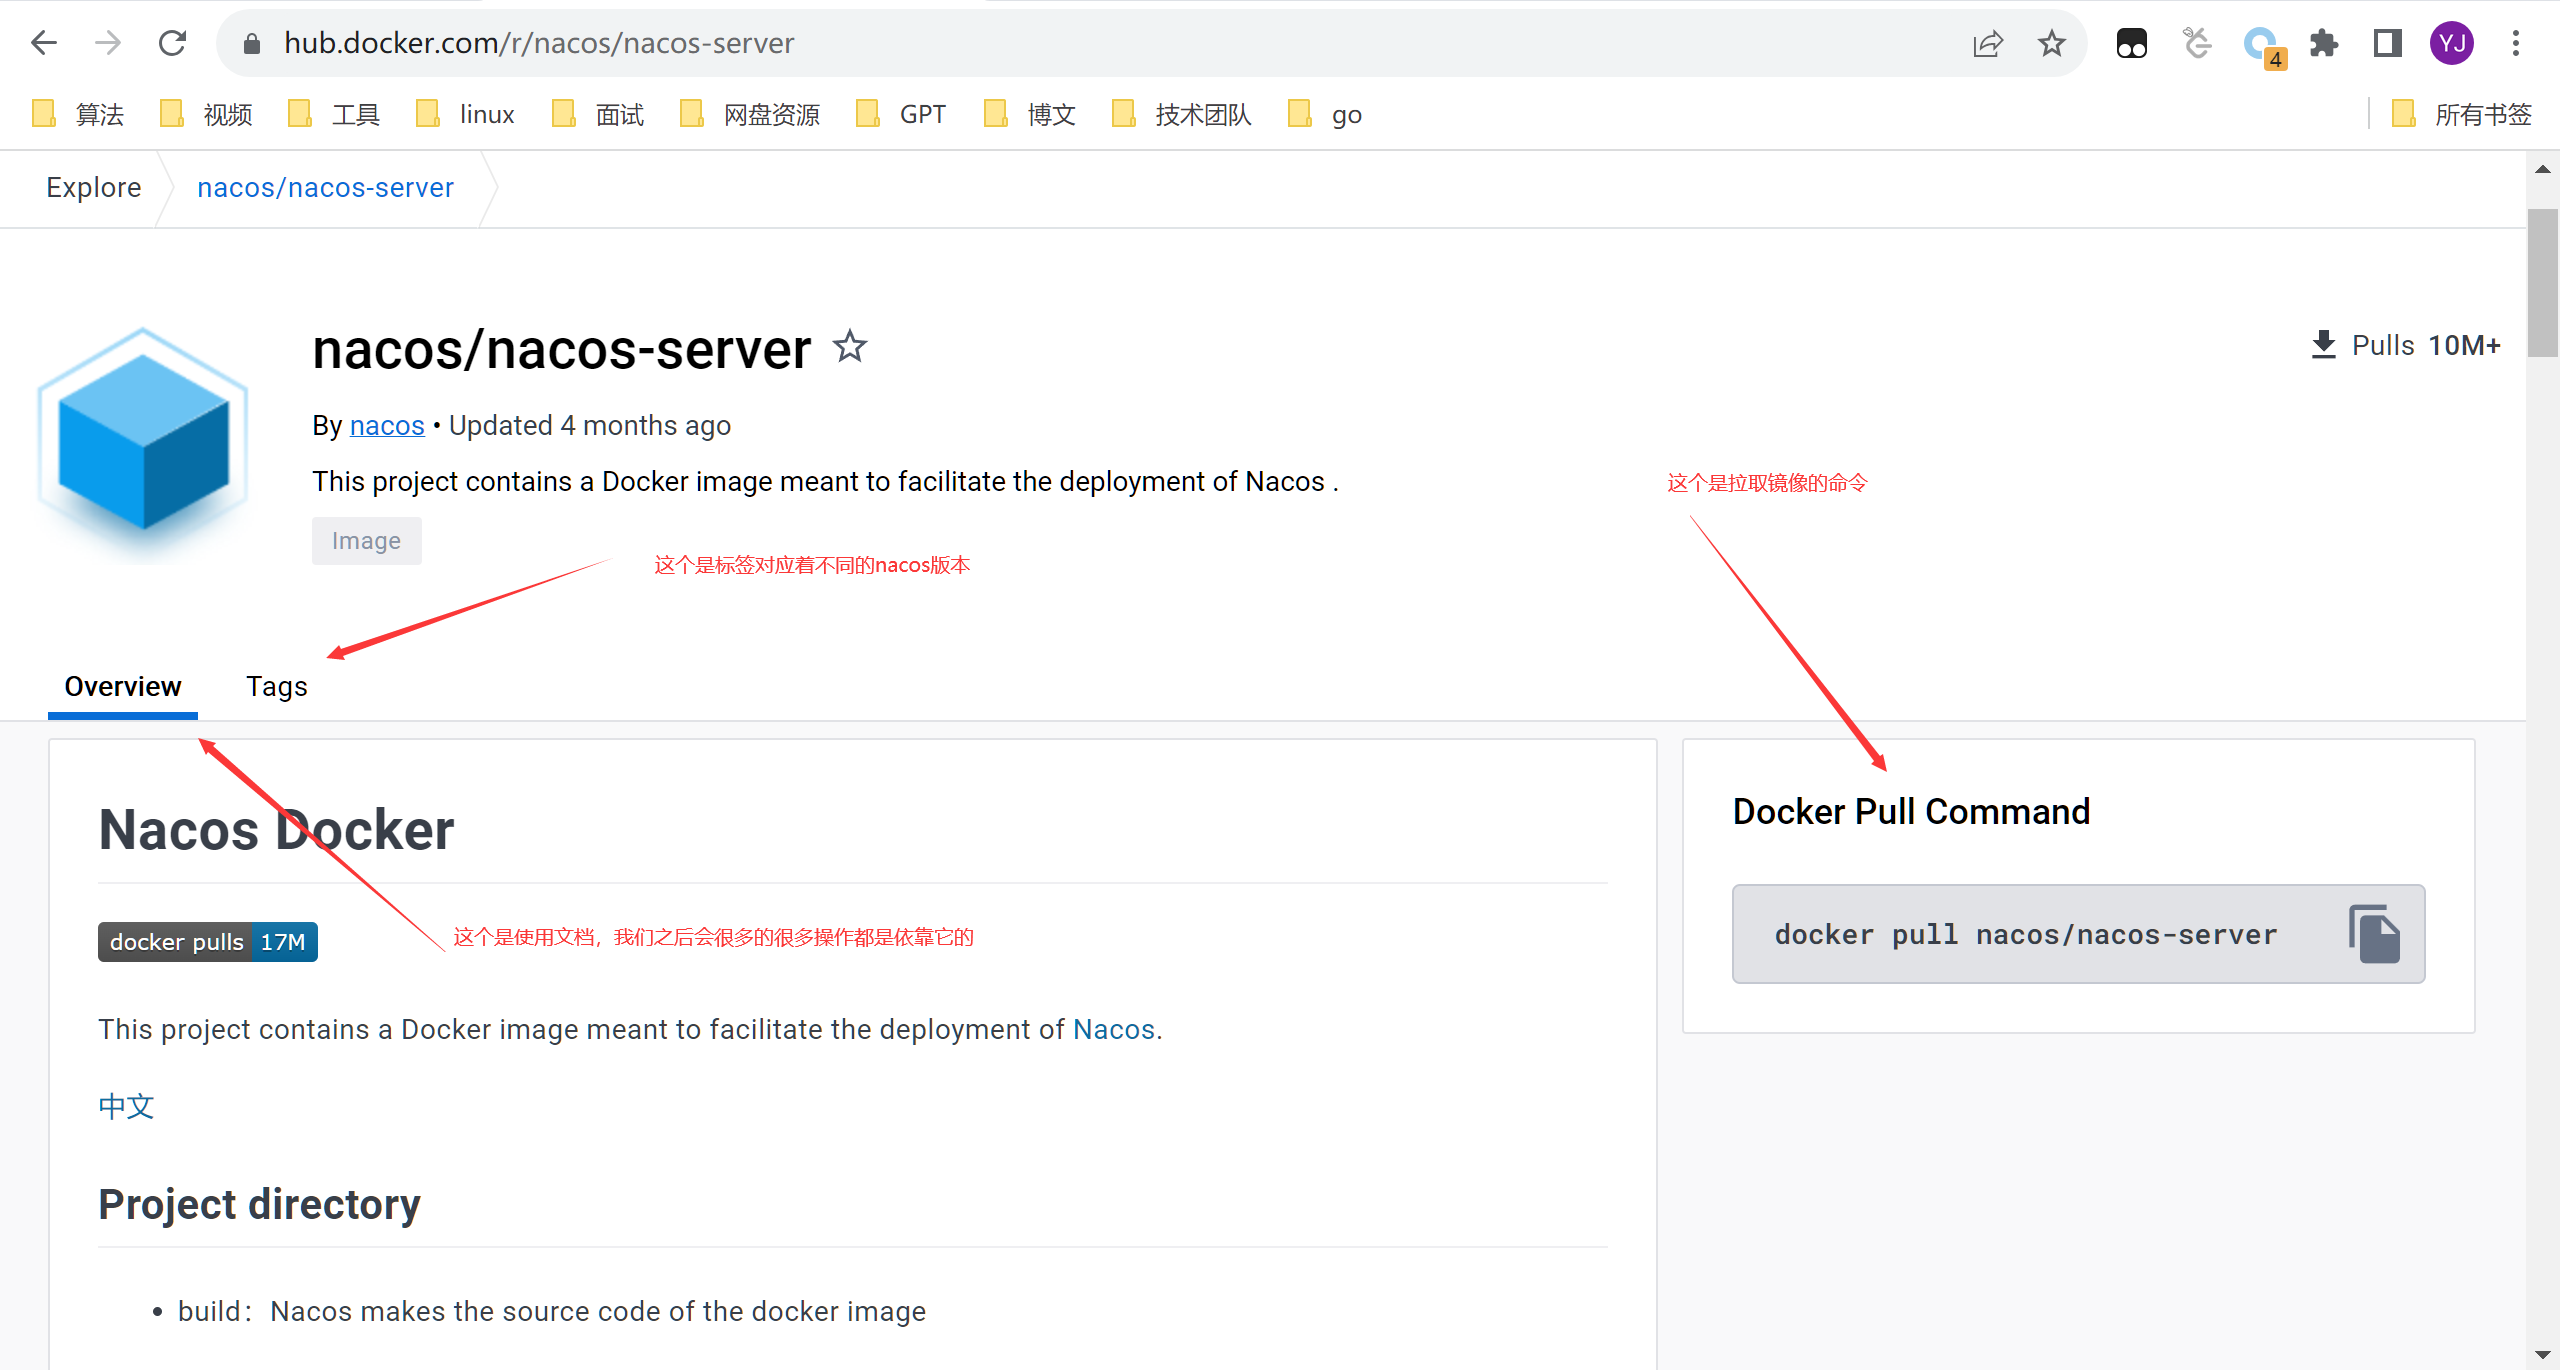 hub.docker.com/r/nacos/nacos-server
4
YJ
算法 视频 工具 linux 面试 网盘资源 GPT 博文 技术团队 go 所有书签
Explore nacos/nacos-server
nacos/nacos-server
Pulls 10M+
By nacos • Updated 4 months ago
This project contains a Docker image meant to facilitate the deployment of Nacos .
这个是拉取镜像的命令
Image
这个是标签对应着不同的nacos版本
Overview Tags
Nacos Docker
Docker Pull Command
docker pull nacos/nacos-server
docker pulls 17M
这个是使用文档，我们之后会很多的很多操作都是依靠它的
This project contains a Docker image meant to facilitate the deployment of Nacos.
中文
Project directory
• build：Nacos makes the source code of the docker image